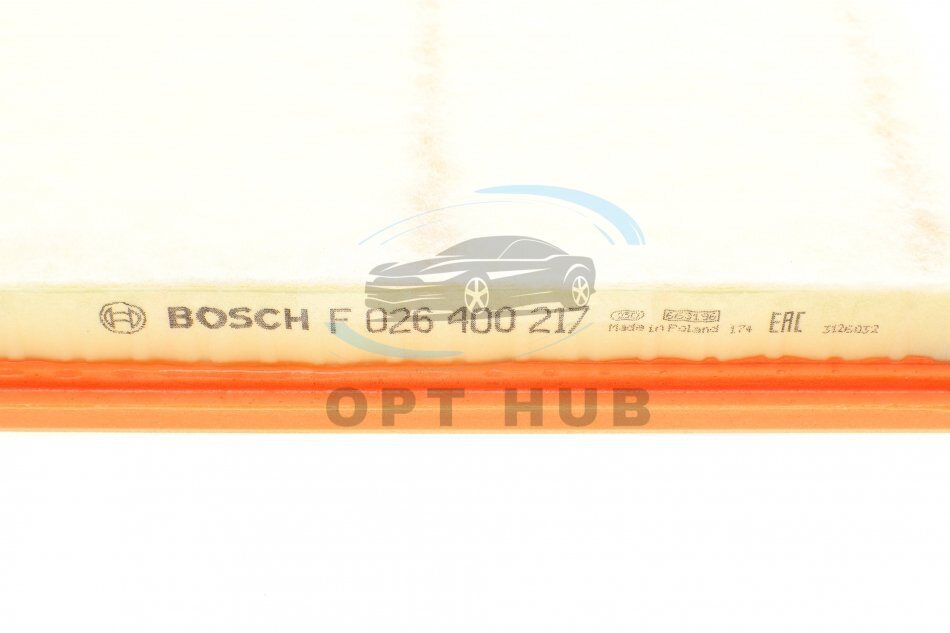 BOSCH F 026 400 217
Made in Poland 174 EAC 3126032
OPT HUB